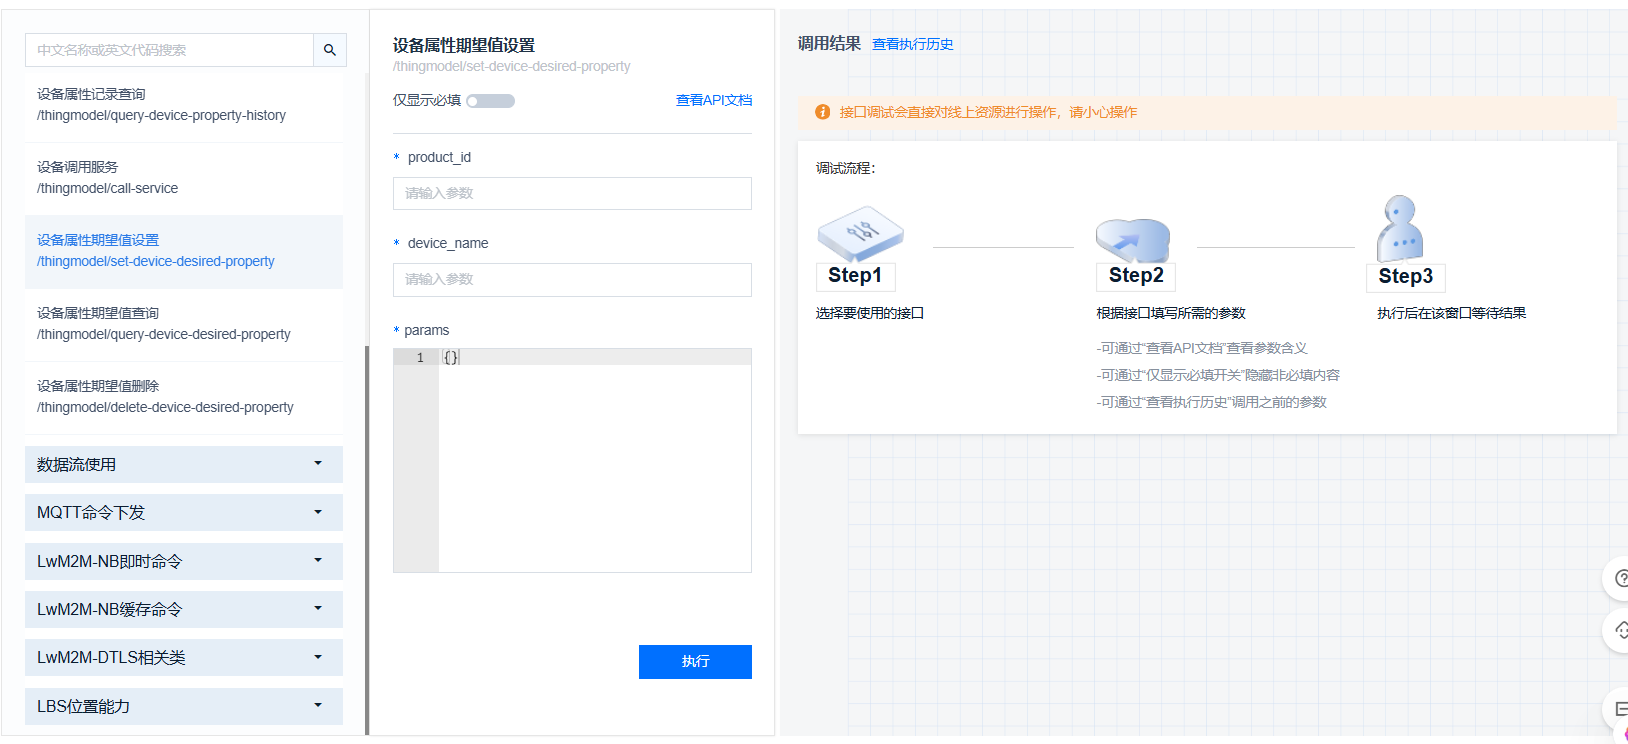 中文名称或英文代码搜索
设备属性记录查询
/thingmodel/query-device-property-history
设备调用服务
/thingmodel/call-service
设备属性期望值设置
/thingmodel/set-device-desired-property
设备属性期望值查询
/thingmodel/query-device-desired-property
设备属性期望值删除
/thingmodel/delete-device-desired-property
数据流使用
MQTT命令下发
LwM2M-NB即时命令
LwM2M-NB缓存命令
LwM2M-DTLS相关类
LBS位置能力
设备属性期望值设置
/thingmodel/set-device-desired-property
仅显示必填 查看API文档
* product_id
请输入参数
* device_name
请输入参数
* params
1 {}
执行
调用结果 查看执行历史
接口调试会直接对线上资源进行操作，请小心操作
调试流程：
Step1 Step2 Step3
选择要使用的接口 根据接口填写所需的参数 执行后在该窗口等待结果
-可通过“查看API文档”查看参数含义
-可通过“仅显示必填开关”隐藏非必填内容
-可通过“查看执行历史”调用之前的参数